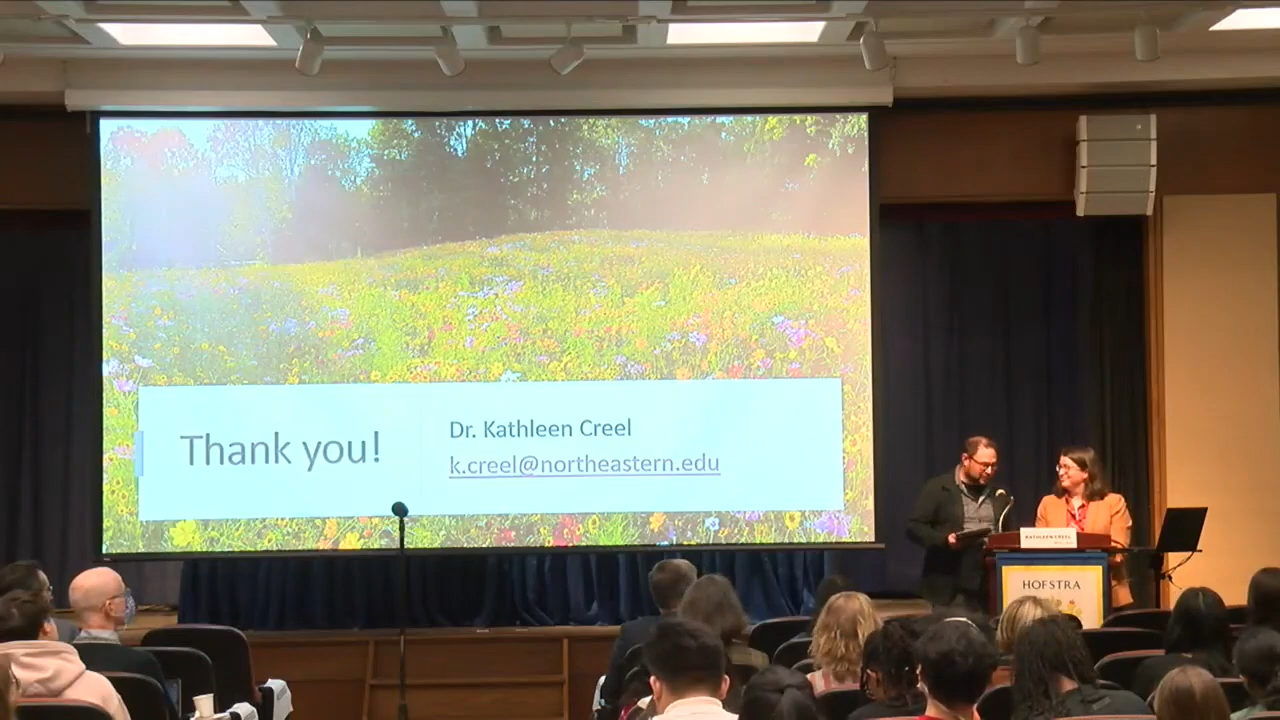 Thank you!
Dr. Kathleen Creel
k.creel@northeastern.edu
KATHLEEN CREEL
HOFSTRA